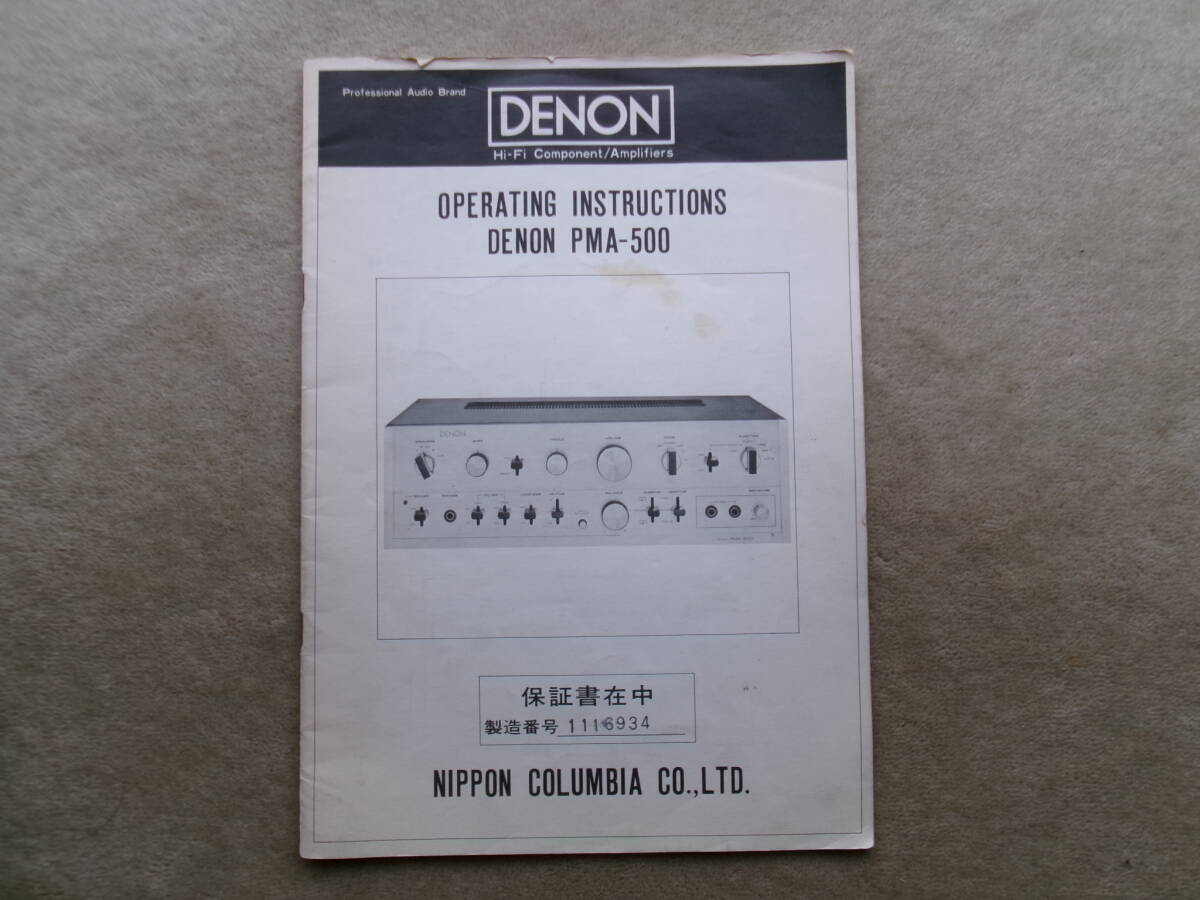 Professional Audio Brand
DENON
Hi-Fi Component/Amplifiers
OPERATING INSTRUCTIONS
DENON PMA-500
DENON
保証書在中
製造番号 1116934
NIPPON COLUMBIA CO.,LTD.